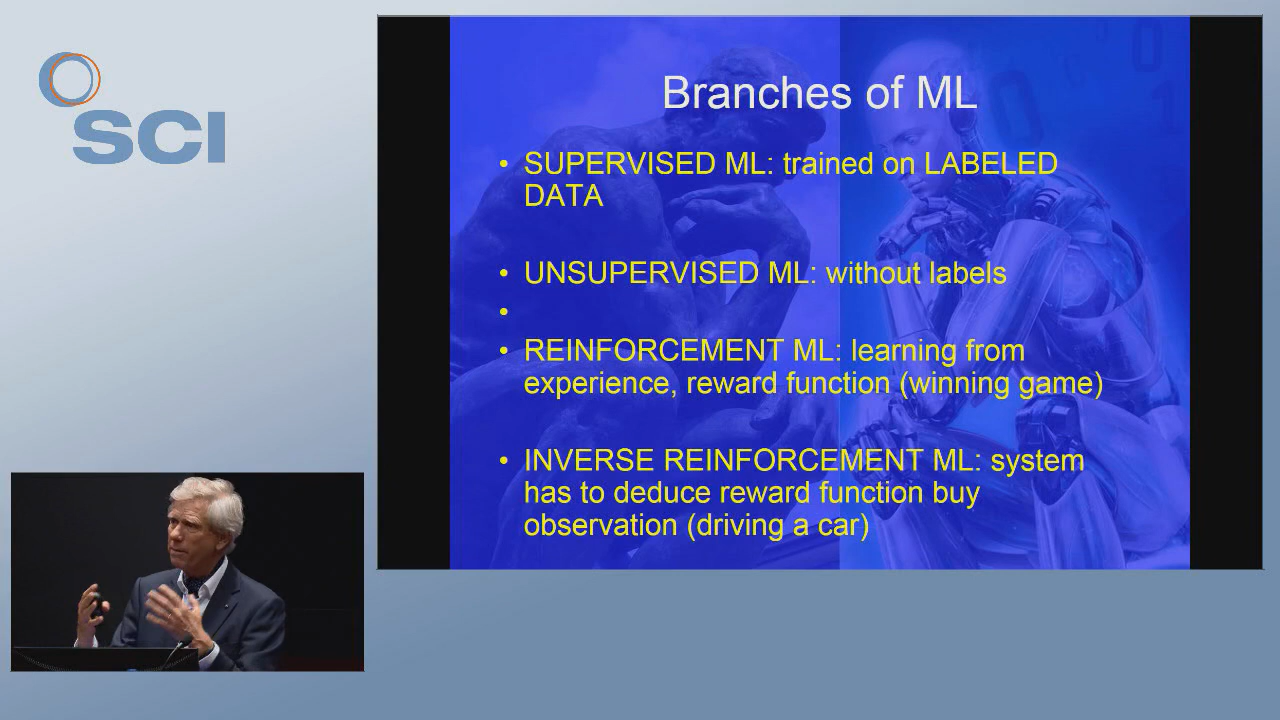 SCI
Branches of ML
• SUPERVISED ML: trained on LABELED
DATA
• UNSUPERVISED ML: without labels
•
• REINFORCEMENT ML: learning from
experience, reward function (winning game)
• INVERSE REINFORCEMENT ML: system
has to deduce reward function buy
observation (driving a car)